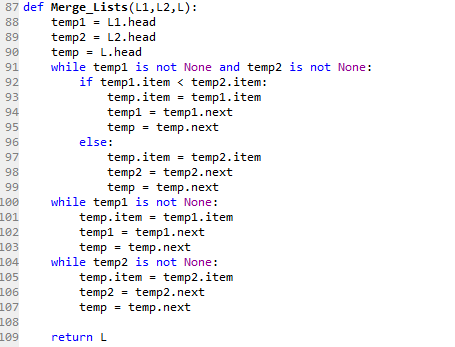 87 def Merge_Lists(L1,L2,L):
88     temp1 = L1.head
89     temp2 = L2.head
90     temp = L.head
91     while temp1 is not None and temp2 is not None:
92         if temp1.item < temp2.item:
93             temp.item = temp1.item
94             temp1 = temp1.next
95             temp = temp.next
96         else:
97             temp.item = temp2.item
98             temp2 = temp2.next
99             temp = temp.next
100     while temp1 is not None:
101         temp.item = temp1.item
102         temp1 = temp1.next
103         temp = temp.next
104     while temp2 is not None:
105         temp.item = temp2.item
106         temp2 = temp2.next
107         temp = temp.next
108
109     return L